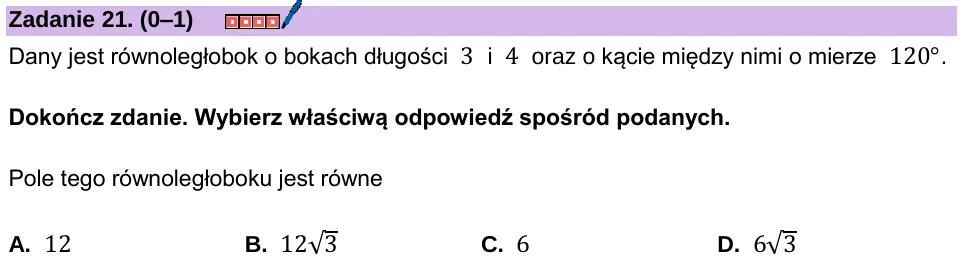 Zadanie 21. (0–1)
Dany jest równoległobok o bokach długości 3 i 4 oraz o kącie między nimi o mierze 120°.
Dokończ zdanie. Wybierz właściwą odpowiedź spośród podanych.
Pole tego równoległoboku jest równe
A. 12 B. 12√3 C. 6 D. 6√3